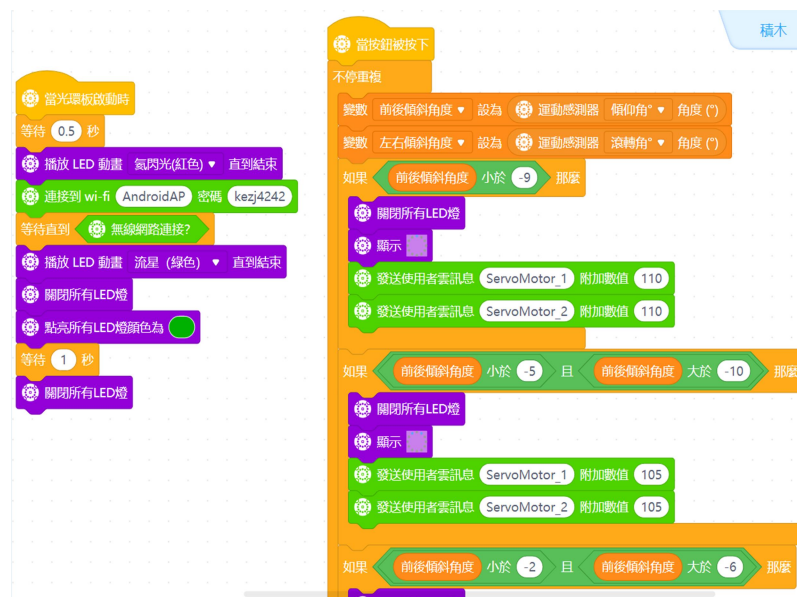 積木
當光環板啟動時
等待 0.5 秒
播放 LED 動畫 氖閃光(紅色) ▼ 直到結束
連接到 wi-fi AndroidAP 密碼 kezj4242
等待直到 無線網路連接?
播放 LED 動畫 流星 (綠色) ▼ 直到結束
關閉所有LED燈
點亮所有LED燈顏色為
等待 1 秒
關閉所有LED燈
當按鈕被按下
不停重複
變數 前後傾斜角度 ▼ 設為 運動感測器 傾仰角° ▼ 角度 (°)
變數 左右傾斜角度 ▼ 設為 運動感測器 滾轉角° ▼ 角度 (°)
如果 前後傾斜角度 小於 -9 那麼
關閉所有LED燈
顯示
發送使用者雲訊息 ServoMotor_1 附加數值 110
發送使用者雲訊息 ServoMotor_2 附加數值 110
如果 前後傾斜角度 小於 -5 且 前後傾斜角度 大於 -10 那麼
關閉所有LED燈
顯示
發送使用者雲訊息 ServoMotor_1 附加數值 105
發送使用者雲訊息 ServoMotor_2 附加數值 105
如果 前後傾斜角度 小於 -2 且 前後傾斜角度 大於 -6 那麼